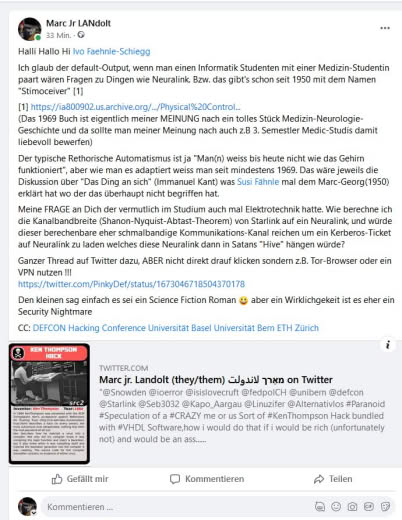 Marc Jr LANdolt
33 Min. ·
Halli Hallo Hi Ivo Faehnle-Schiegg
Ich glaub der default-Output, wenn man einen Informatik Studenten mit einer Medizin-Studentin
paart wären Fragen zu Dingen wie Neuralink. Bzw. das gibt's schon seit 1950 mit dem Namen
"Stimoceiver" [1]
[1] https://ia800902.us.archive.org/.../Physical%20Control...
(Das 1969 Buch ist eigentlich meiner MEINUNG nach ein tolles Stück Medizin-Neurologie-
Geschichte und da sollte man meiner Meinung nach auch z.B 3. Semestler Medic-Studis damit
liebevoll bewerfen)
Der typische Rethorische Automatismus ist ja "Man(n) weiss bis heute nicht wie das Gehirn
funktioniert", aber wie man es adaptiert weiss man seit mindestens 1969. Das wäre jeweils die
Diskussion über "Das Ding an sich" (Immanuel Kant) was Susi Fähnle mal dem Marc-Georg(1950)
erklärt hat wo der das überhaupt nicht begriffen hat.
Meine FRAGE an Dich der vermutlich im Studium auch mal Elektrotechnik hatte. Wie berechne ich
die Kanalbandbreite (Shannon-Nyquist-Abtast-Theorem) von Starlink auf ein Neuralink, und würde
dieser berechenbare eher schmalbandige Kommunikations-Kanal reichen um ein Kerberos-Ticket
auf Neuralink zu laden welches diese Neuralink dann in Satans "Hive" hängen würde?
Ganzer Thread auf Twitter dazu, ABER nicht direkt drauf klicken sondern z.B. Tor-Browser oder ein
VPN nutzen !!!
https://twitter.com/PinkyDef/status/1673046718504370178
Den kleinen sag einfach es sei ein Science Fiction Roman 😀 aber ein Wirklichgekeit ist es eher ein
Security Nightmare
CC: DEFCON Hacking Conference Universität Basel Universität Bern ETH Zürich
KEN THOMPSON
HACK
src2
TWITTER.COM
Marc jr. Landolt (they/them) מארך לאנדולט on Twitter
"@Snowden @ioerror @isislovecruft @fedpolCH @unibern @defcon
@Starlink @Seb3032 @Kapo_Aargau @Linuzifer @AlternativIos #Paranoid
#Speculation of a #CRAZY me or us Sort of #KenThompson Hack bundled
with #VHDL Software,how i would do that if i would be rich (unfortunately
not) and would be an ass......
Gefällt mir
Kommentieren
Teilen
Kommentieren ...
GIF